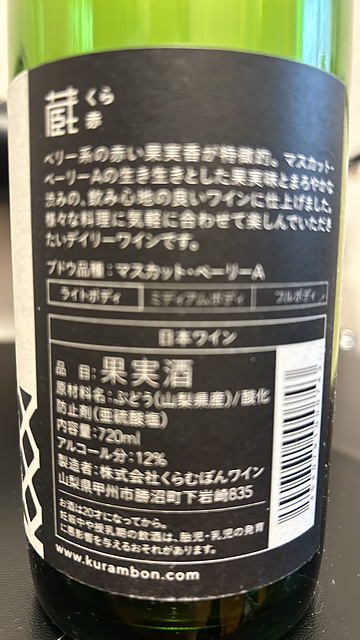 蔵 くら 赤
ベリー系の赤い果実香が特徴的。マスカット・
ベーリーAの生き生きとした果実味とまろやかな
渋みの、飲み心地の良いワインに仕上げました。
様々な料理に気軽に合わせて楽しんでいただき
たいデイリーワインです。
ブドウ品種：マスカット・ベーリーA
ライトボディ ミディアムボディ フルボディ
日本ワイン
品 目：果実酒
原材料名：ぶどう(山梨県産)/酸化
防止剤(亜硫酸塩)
内容量：720ml
アルコール分：12%
製造者：株式会社くらむぼんワイン
山梨県甲州市勝沼町下岩崎835
お酒は20才になってから。
妊娠中や授乳期の飲酒は、胎児・乳児の発育
に悪影響を与えるおそれがあります。
www.kurambon.com